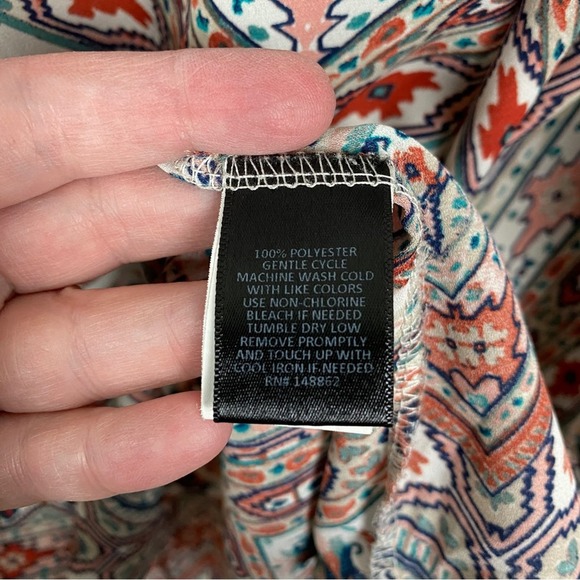 100% POLYESTER
GENTLE CYCLE
MACHINE WASH COLD
WITH LIKE COLORS
USE NON-CHLORINE
BLEACH IF NEEDED
TUMBLE DRY LOW
REMOVE PROMPTLY
AND TOUCH UP WITH
COOL IRON IF NEEDED
RN# 148862